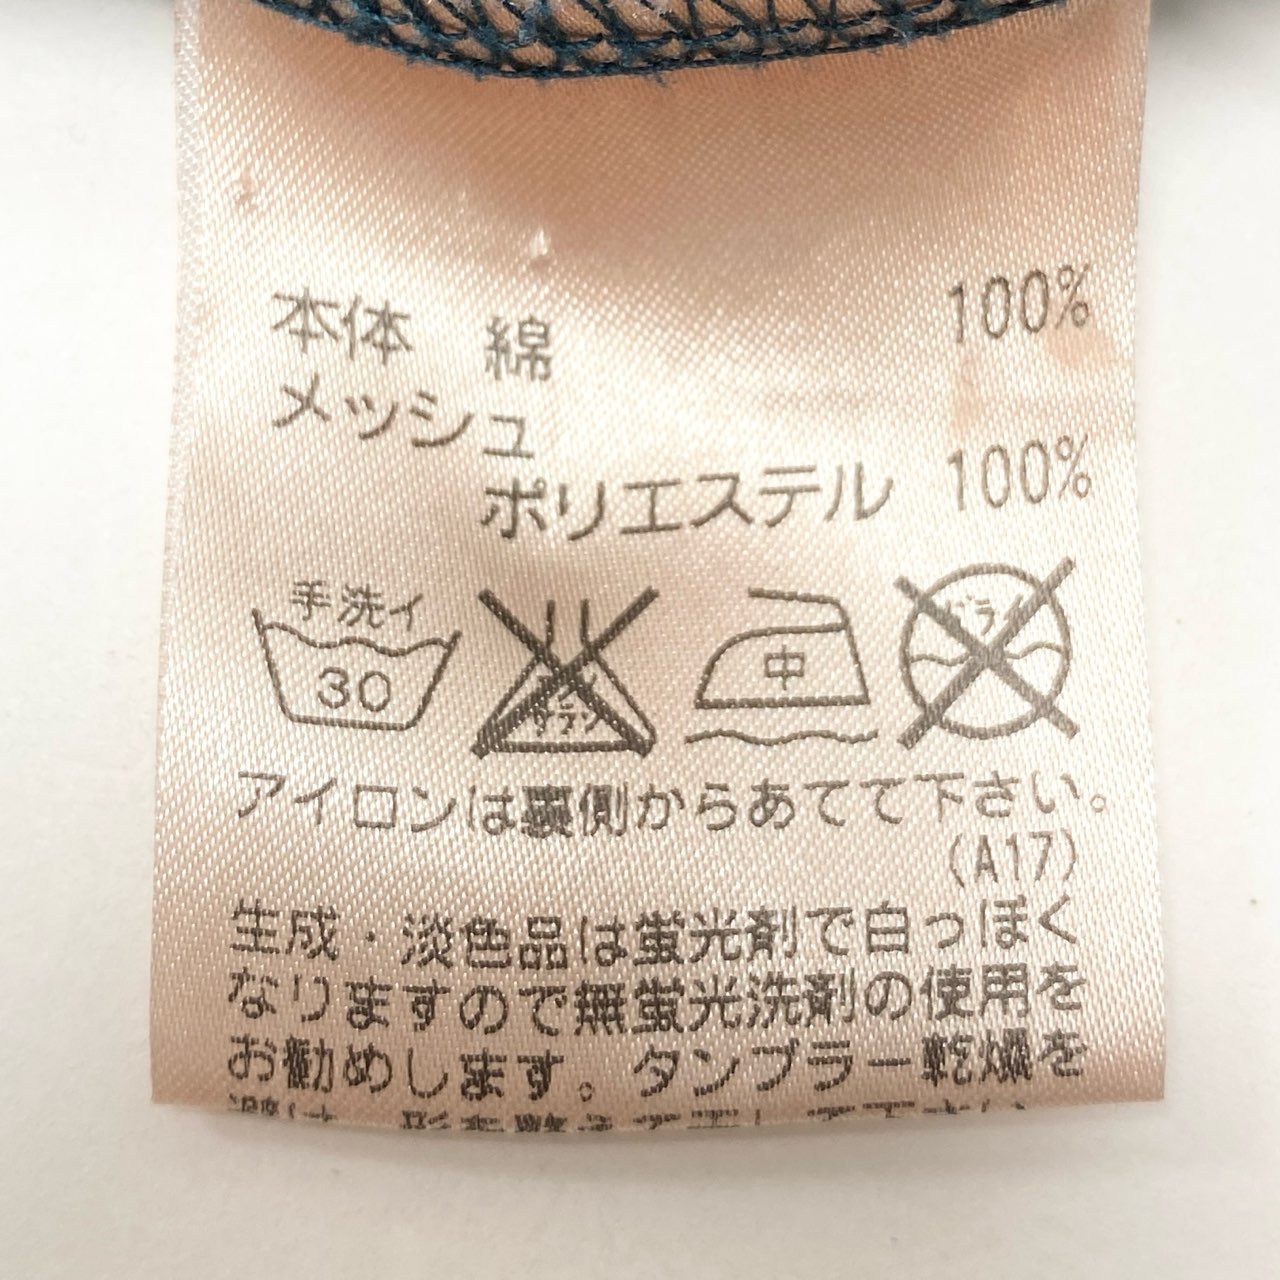 本体 綿 100%
メッシュ
ポリエステル 100%
手洗イ
30
中
アイロンは裏側からあてて下さい。
(A17)
生成・淡色品は蛍光剤で白っぽく
なりますので無蛍光洗剤の使用を
お勧めします。タンブラー乾燥を